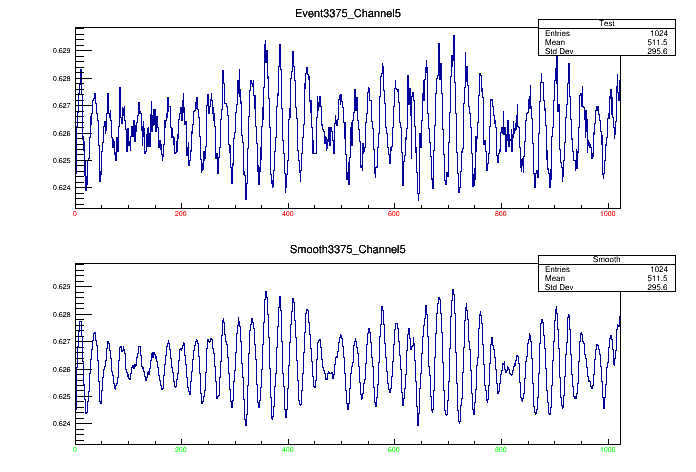 Event3375_Channel5
Test
Entries 1024
Mean 511.5
Std Dev 295.6
0.629
0.628
0.627
0.626
0.625
0.624
0 200 400 600 800 1000
Smooth3375_Channel5
Smooth
Entries 1024
Mean 511.5
Std Dev 295.6
0.629
0.628
0.627
0.626
0.625
0.624
0 200 400 600 800 1000